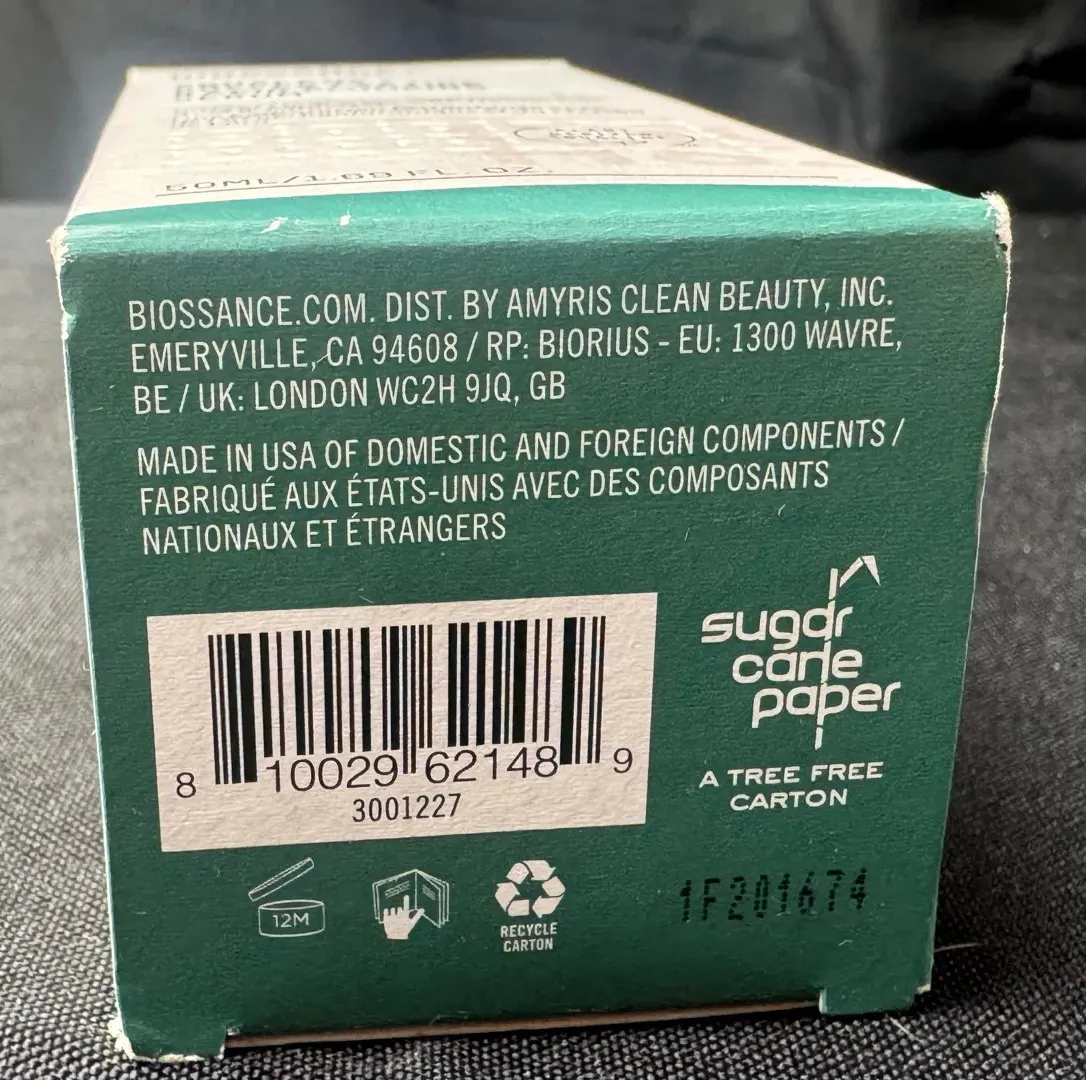 50ML/1.69 FL. OZ.
BIOSSANCE.COM. DIST. BY AMYRIS CLEAN BEAUTY, INC.
EMERYVILLE, CA 94608 / RP: BIORIUS - EU: 1300 WAVRE,
BE / UK: LONDON WC2H 9JQ, GB
MADE IN USA OF DOMESTIC AND FOREIGN COMPONENTS /
FABRIQUÉ AUX ÉTATS-UNIS AVEC DES COMPOSANTS
NATIONAUX ET ÉTRANGERS
sugar
cane
paper
A TREE FREE
CARTON
8 10029 62148 9
3001227
12M
RECYCLE
CARTON
1F201674